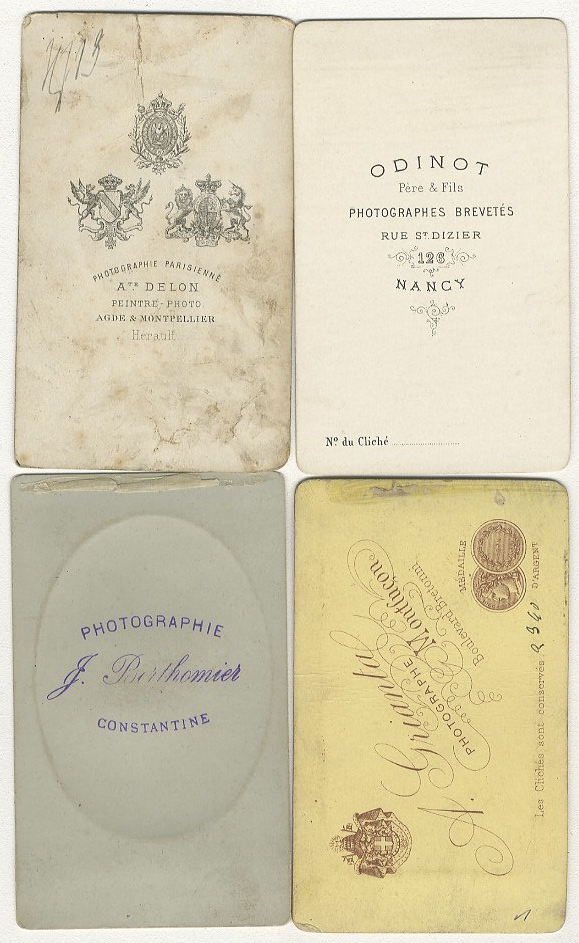 PHOTOGRAPHIE PARISIENNE
Aᵀᴱ DELON
PEINTRE-PHOTO
AGDE & MONTPELLIER
Herault
ODINOT
Père & Fils
PHOTOGRAPHES BREVETÉS
RUE Sᵀ DIZIER
126
NANCY
Nº du Cliché
PHOTOGRAPHIE
J. Berthomier
CONSTANTINE
A. Griandel
PHOTOGRAPHE
Montluçon
Boulevard Bretonni,
MÉDAILLE
D'ARGENT
Les Clichés sont conservés